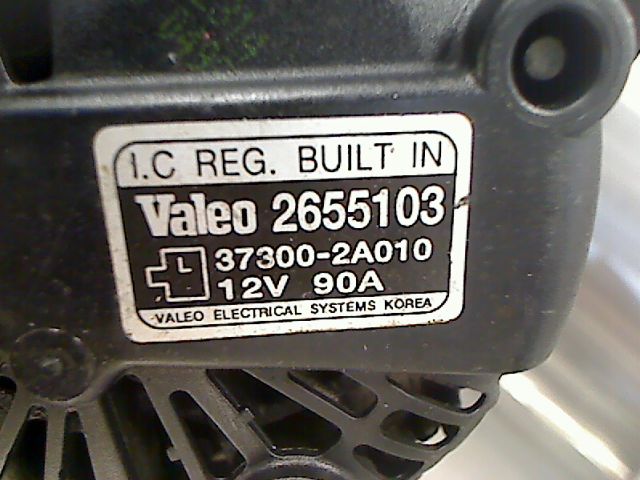 I.C REG. BUILT IN
Valeo 2655103
L 37300-2A010
12V 90A
VALEO ELECTRICAL SYSTEMS KOREA